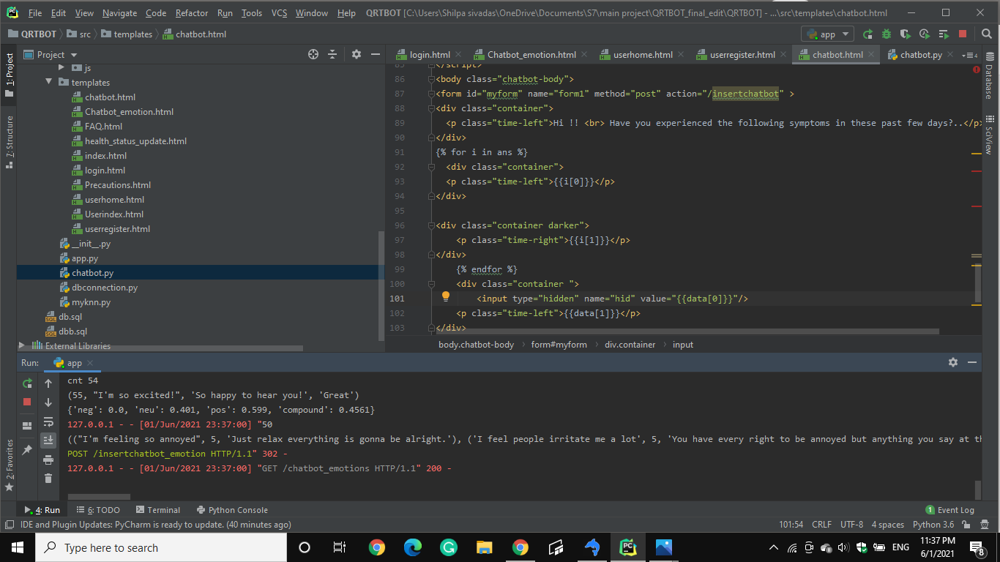 File Edit View Navigate Code Refactor Run Tools VCS Window Help QRTBOT [C:\Users\Shilpa sivadas\OneDrive\Documents\S7\main project\QRTBOT_final_edit\QRTBOT] - ...\src\templates\chatbot.html
QRTBOT src templates chatbot.html app
1: Project
7: Structure
2: Favorites
Project
js
templates
chatbot.html
Chatbot_emotion.html
FAQ.html
health_status_update.html
index.html
login.html
Precautions.html
userhome.html
Userindex.html
userregister.html
__init__.py
app.py
chatbot.py
dbconnection.py
myknn.py
db.sql
dbb.sql
External Libraries
login.html Chatbot_emotion.html userhome.html userregister.html chatbot.html chatbot.py 4
Database
SciView
85 </script>
86 <body class="chatbot-body">
87 <form id="myform" name="form1" method="post" action="/insertchatbot" >
88 <div class="container">
89 <p class="time-left">Hi !! <br> Have you experienced the following symptoms in these past few days?..</p>
90 </div>
91 {% for i in ans %}
92 <div class="container">
93 <p class="time-left">{{i[0]}}</p>
94 </div>
95
96 <div class="container darker">
97 <p class="time-right">{{i[1]}}</p>
98 </div>
99 {% endfor %}
100 <div class="container ">
101 <input type="hidden" name="hid" value="{{data[0]}}"/>
102 <p class="time-left">{{data[1]}}</p>
103 </div>
body.chatbot-body form#myform div.container input
Run: app
cnt 54
(55, "I'm so excited!", 'So happy to hear you!', 'Great')
{'neg': 0.0, 'neu': 0.401, 'pos': 0.599, 'compound': 0.4561}
127.0.0.1 - - [01/Jun/2021 23:37:00] "50
(("I'm feeling so annoyed", 5, 'Just relax everything is gonna be alright.'), ('I feel people irritate me a lot', 5, 'You have every right to be annoyed but anything you say at th
POST /insertchatbot_emotion HTTP/1.1" 302 -
127.0.0.1 - - [01/Jun/2021 23:37:00] "GET /chatbot_emotions HTTP/1.1" 200 -
4: Run 6: TODO Terminal Python Console 1 Event Log
IDE and Plugin Updates: PyCharm is ready to update. (40 minutes ago) 101:54 CRLF UTF-8 4 spaces Python 3.6
Type here to search ENG 11:37 PM
6/1/2021 8